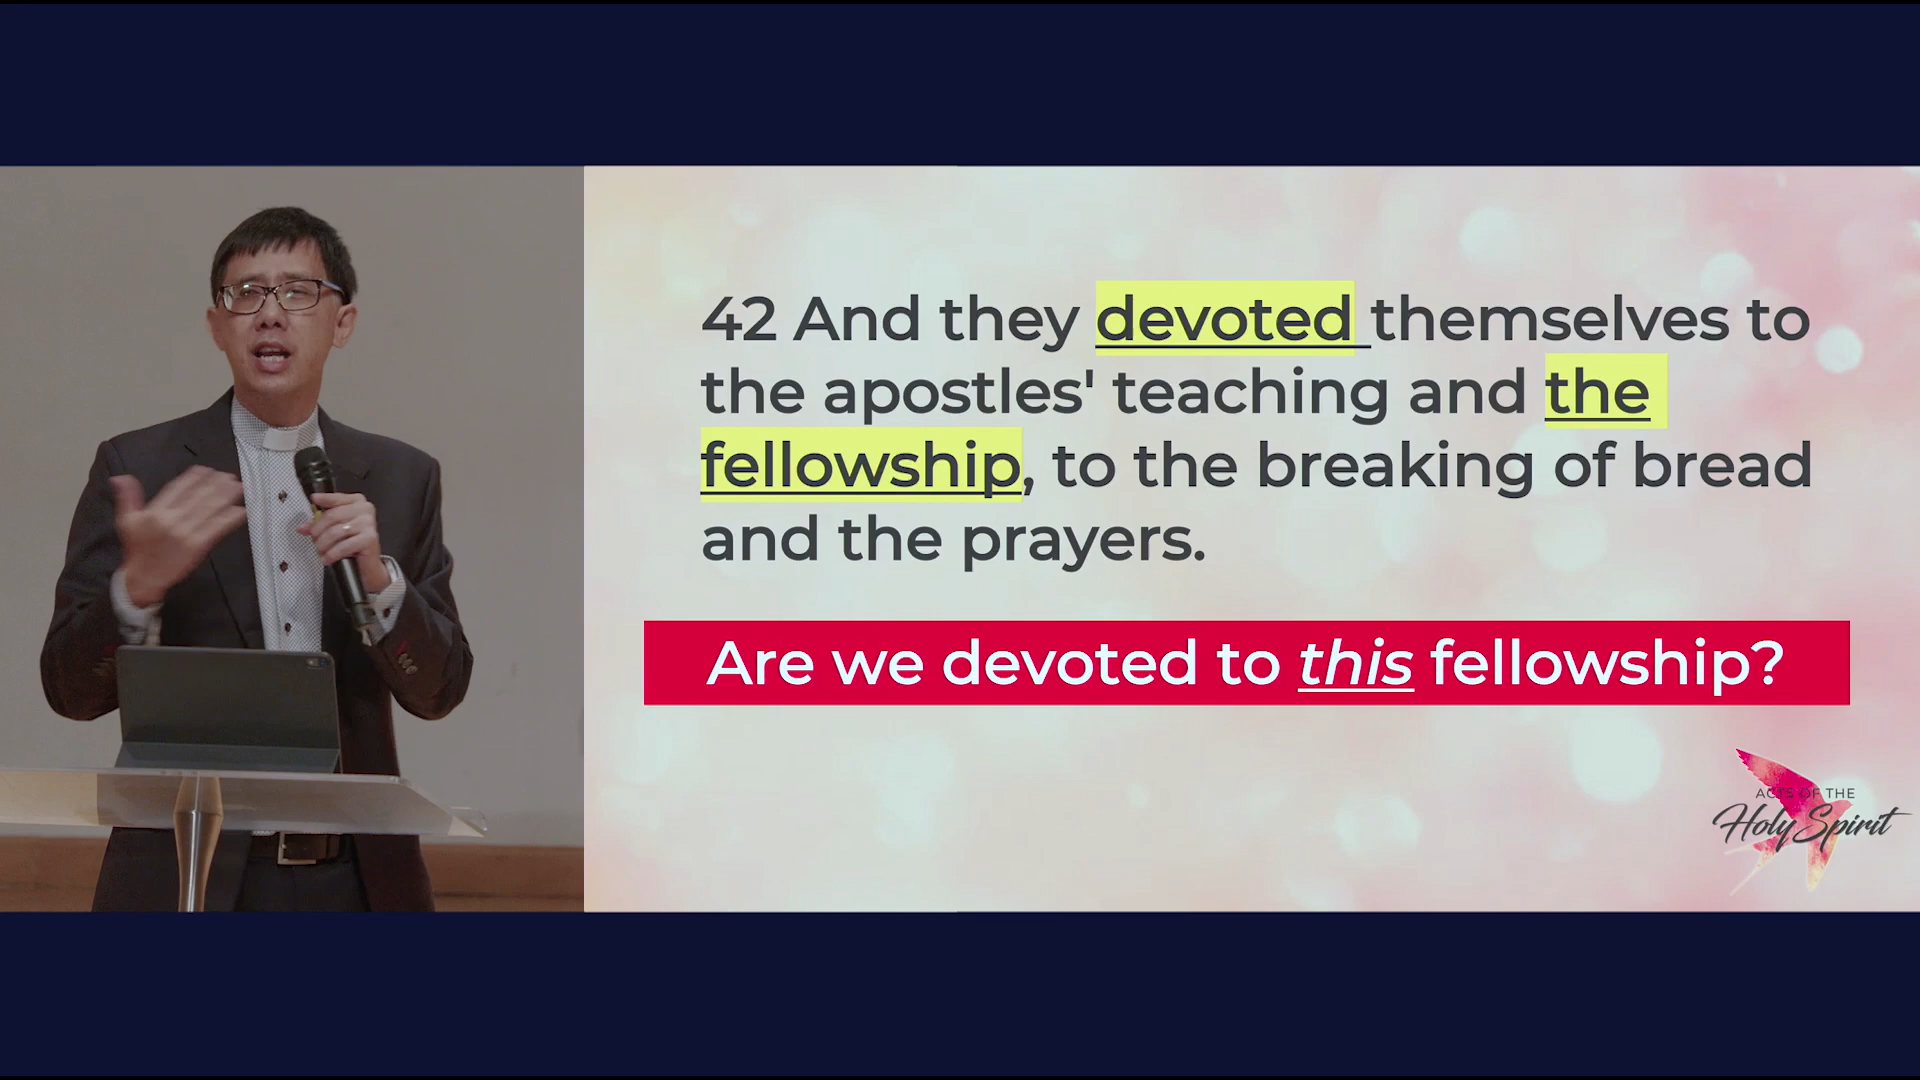 42 And they devoted themselves to
the apostles' teaching and the
fellowship, to the breaking of bread
and the prayers.
Are we devoted to this fellowship?
ACTS OF THE
Holy Spirit